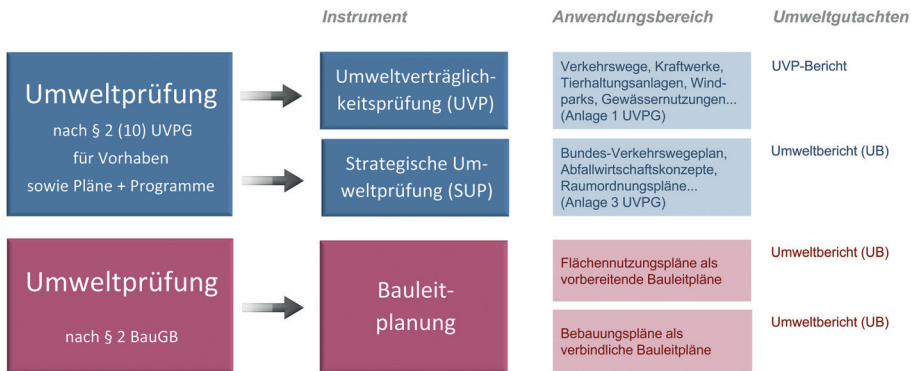 Instrument
Anwendungsbereich
Umweltgutachten
Umweltprüfung
nach § 2 (10) UVPG
für Vorhaben
sowie Pläne + Programme
Umweltverträglich-
keitsprüfung (UVP)
Verkehrswege, Kraftwerke,
Tierhaltungsanlagen, Wind-
parks, Gewässernutzungen...
(Anlage 1 UVPG)
UVP-Bericht
Strategische Um-
weltprüfung (SUP)
Bundes-Verkehrswegeplan,
Abfallwirtschaftskonzepte,
Raumordnungspläne...
(Anlage 3 UVPG)
Umweltbericht (UB)
Umweltprüfung
nach § 2 BauGB
Bauleit-
planung
Flächennutzungspläne als
vorbereitende Bauleitpläne
Umweltbericht (UB)
Bebauungspläne als
verbindliche Bauleitpläne
Umweltbericht (UB)